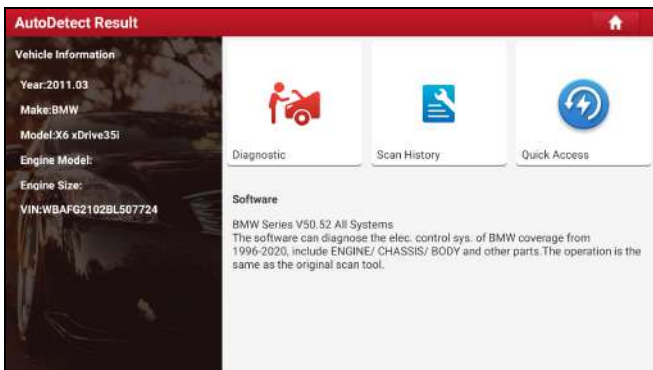 AutoDetect Result
Vehicle Information
Year:2011.03
Make:BMW
Model:X6 xDrive35i
Engine Model:
Engine Size:
VIN:WBAFG2102BL507724
Diagnostic
Scan History
Quick Access
Software
BMW Series V50.52 All Systems
The software can diagnose the elec. control sys. of BMW coverage from
1996-2020, include ENGINE/ CHASSIS/ BODY and other parts.The operation is the
same as the original scan tool.